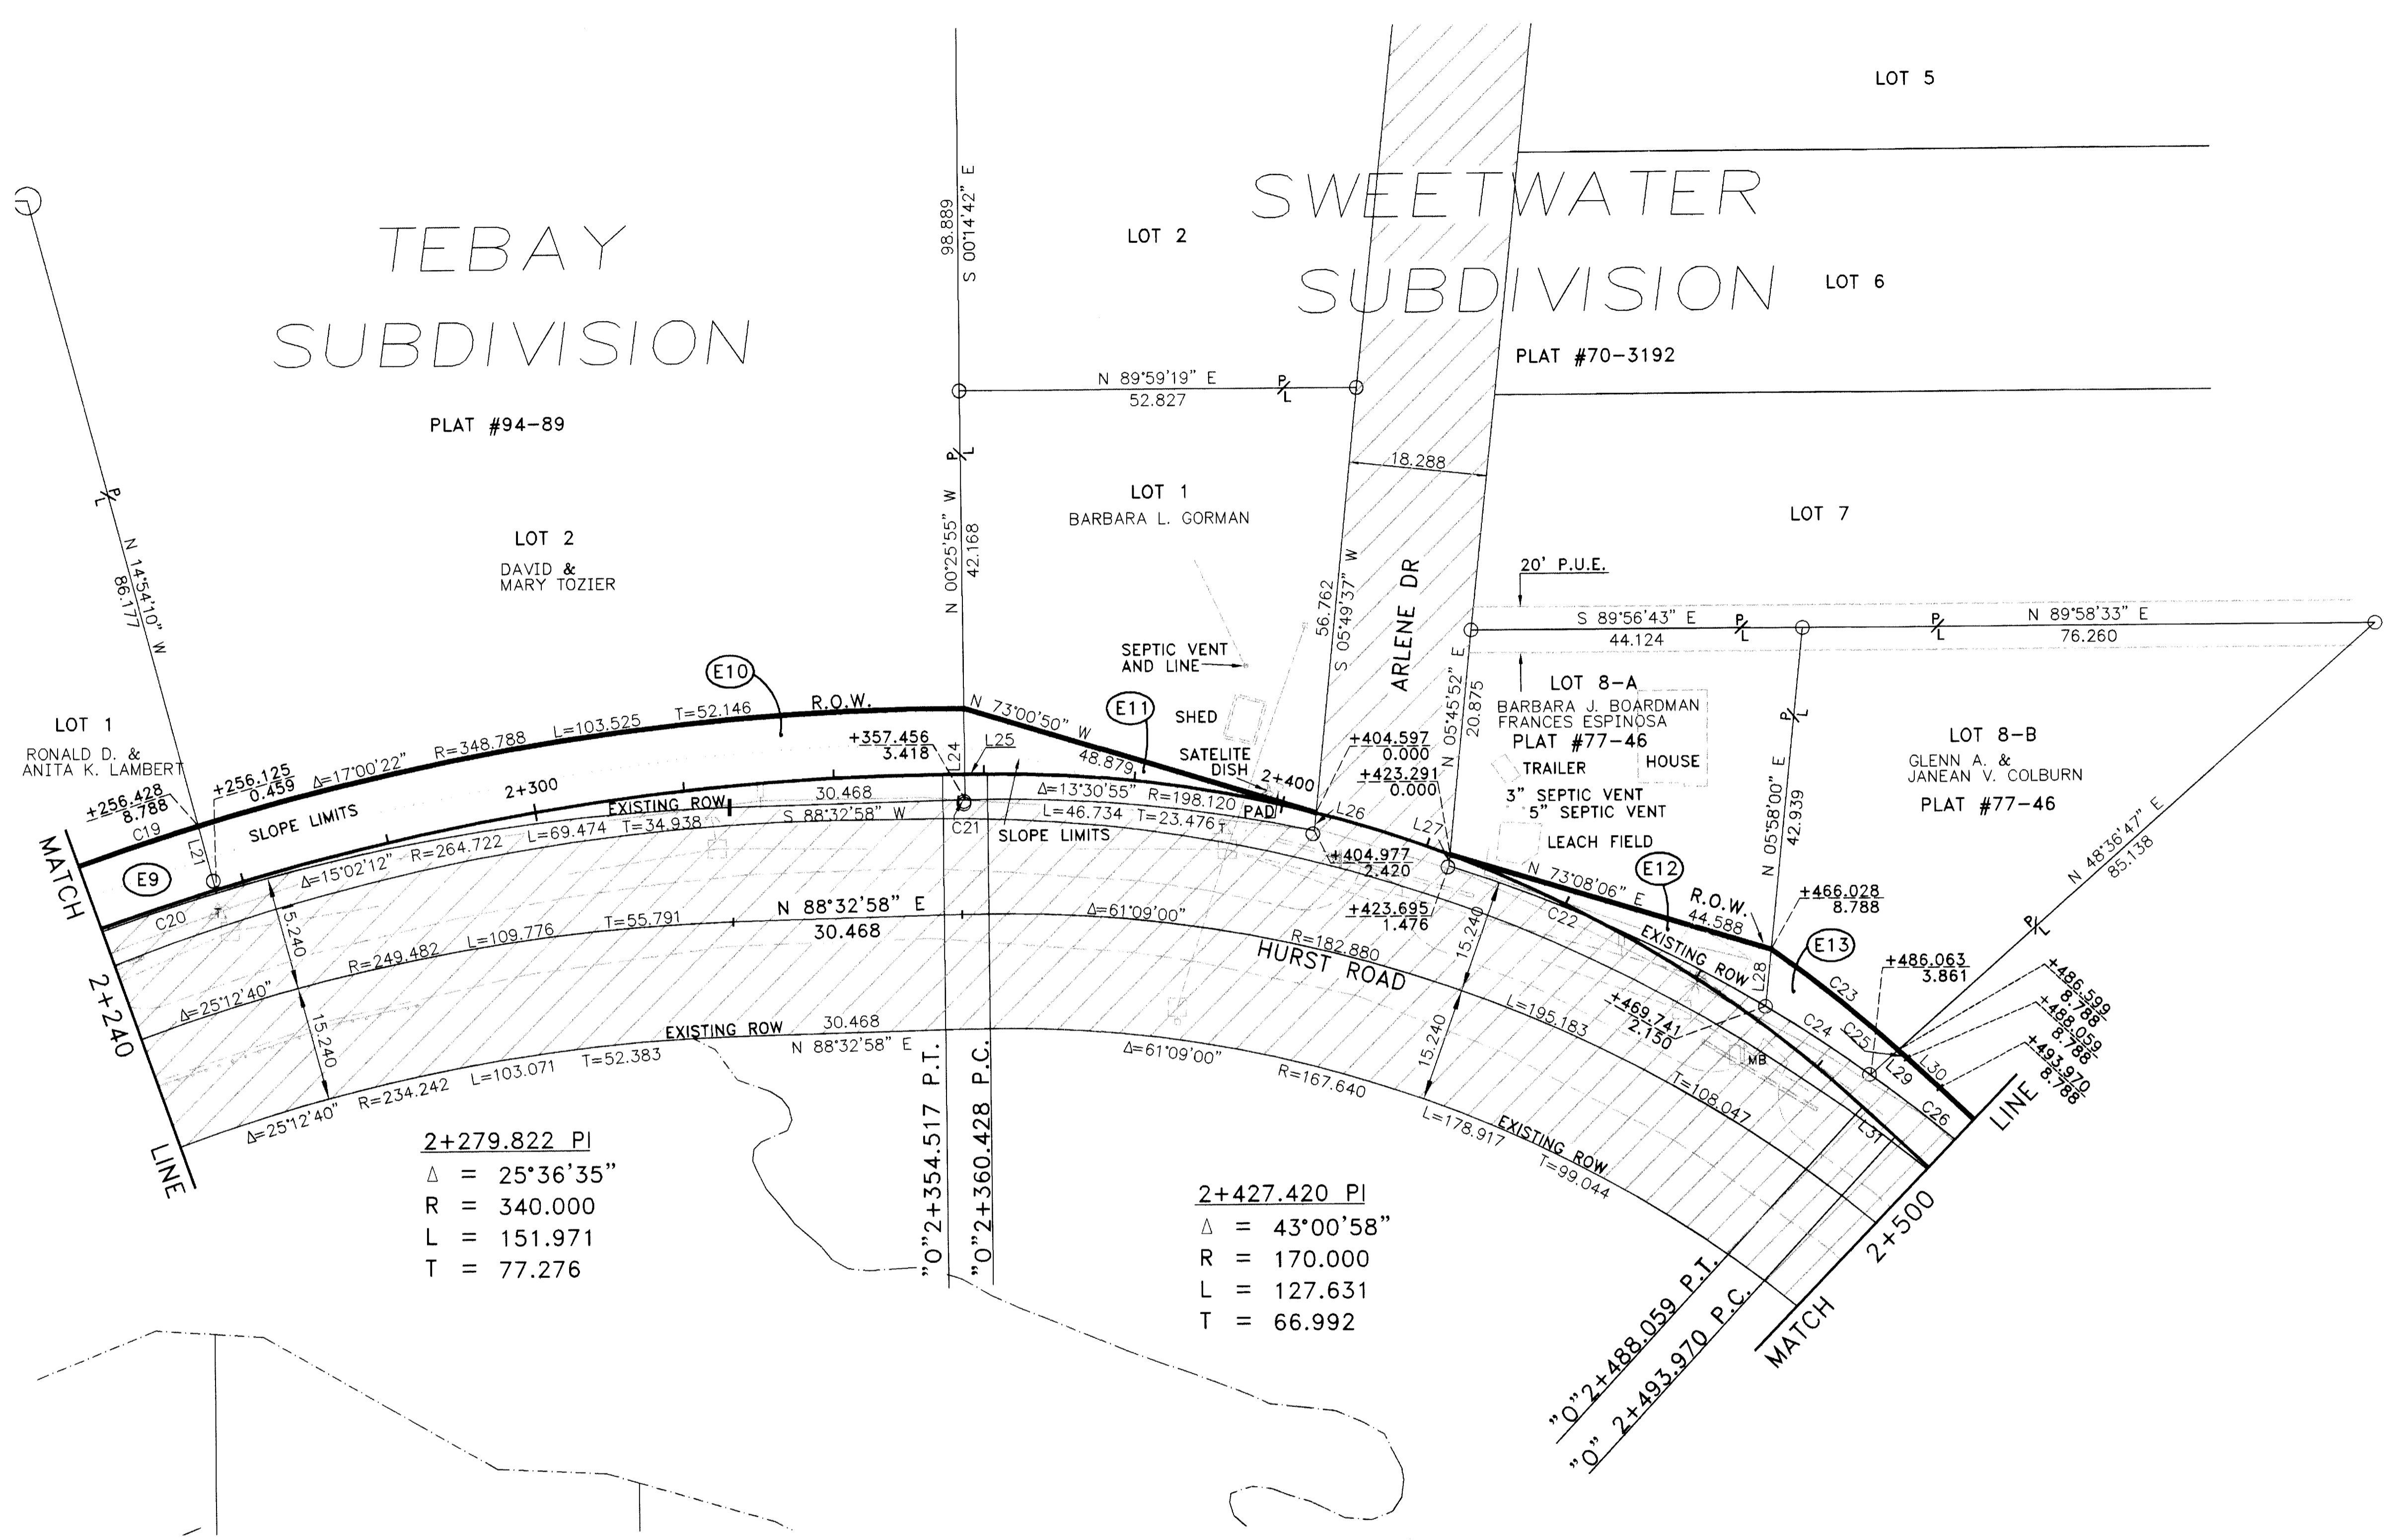 LOT 5
SWEETWATER
SUBDIVISION
LOT 6
PLAT #70-3192
TEBAY
SUBDIVISION
PLAT #94-89
LOT 2
98.889
S 00°14'42" E
N 89°59'19" E
52.827
P/L
P/L
P/L
N 14°54'10" W
86.177
LOT 2
DAVID &
MARY TOZIER
N 00°25'55" W
42.168
LOT 1
BARBARA L. GORMAN
18.288
LOT 7
20' P.U.E.
56.762
S 05°49'37" W
ARLENE DR
S 89°56'43" E
44.124
P/L
P/L
N 89°58'33" E
76.260
N 05°45'52" E
20.875
SEPTIC VENT
AND LINE
LOT 8-A
BARBARA J. BOARDMAN
FRANCES ESPINOSA
PLAT #77-46
TRAILER
HOUSE
3" SEPTIC VENT
5" SEPTIC VENT
LEACH FIELD
P/L
N 05°58'00" E
42.939
LOT 8-B
GLENN A. &
JANEAN V. COLBURN
PLAT #77-46
N 48°36'47" E
85.138
P/L
LOT 1
RONALD D. &
ANITA K. LAMBERT
E10
R.O.W.
Δ=17°00'22"
R=348.788
L=103.525
T=52.146
N 73°00'50" W
48.879
E11
SHED
SATELITE
DISH
2+400
PAD
+357.456
3.418
L24
L25
+404.597
0.000
+423.291
0.000
+256.125
0.459
+256.428
8.788
C19
L21
SLOPE LIMITS
2+300
EXISTING ROW
30.468
S 88°32'58" W
C21
SLOPE LIMITS
Δ=13°30'55"
R=198.120
L=46.734
T=23.476
T
L26
L27
+404.977
2.420
MATCH
E9
C20
T
Δ=15°02'12"
R=264.722
L=69.474
T=34.938
N 73°08'06" E
44.588
E12
R.O.W.
+466.028
8.788
E13
+423.695
1.476
C22
EXISTING ROW
L28
C23
+486.063
3.861
+486.599
8.788
+488.059
8.788
+493.970
8.788
+469.741
2.150
C24
C25
L29
L30
C26
L31
MB
15.240
15.240
Δ=25°12'40"
R=249.482
L=109.776
T=55.791
N 88°32'58" E
30.468
Δ=61°09'00"
R=182.880
HURST ROAD
L=195.183
T=108.047
15.240
15.240
2+240
LINE
Δ=25°12'40"
R=234.242
L=103.071
T=52.383
EXISTING ROW
30.468
N 88°32'58" E
Δ=61°09'00"
R=167.640
L=178.917
EXISTING ROW
T=99.044
LINE
2+500
MATCH
"O"2+354.517 P.T.
"O"2+360.428 P.C.
"O"2+488.059 P.T.
"O" 2+493.970 P.C.
2+279.822 PI
Δ = 25°36'35"
R = 340.000
L = 151.971
T = 77.276
2+427.420 PI
Δ = 43°00'58"
R = 170.000
L = 127.631
T = 66.992